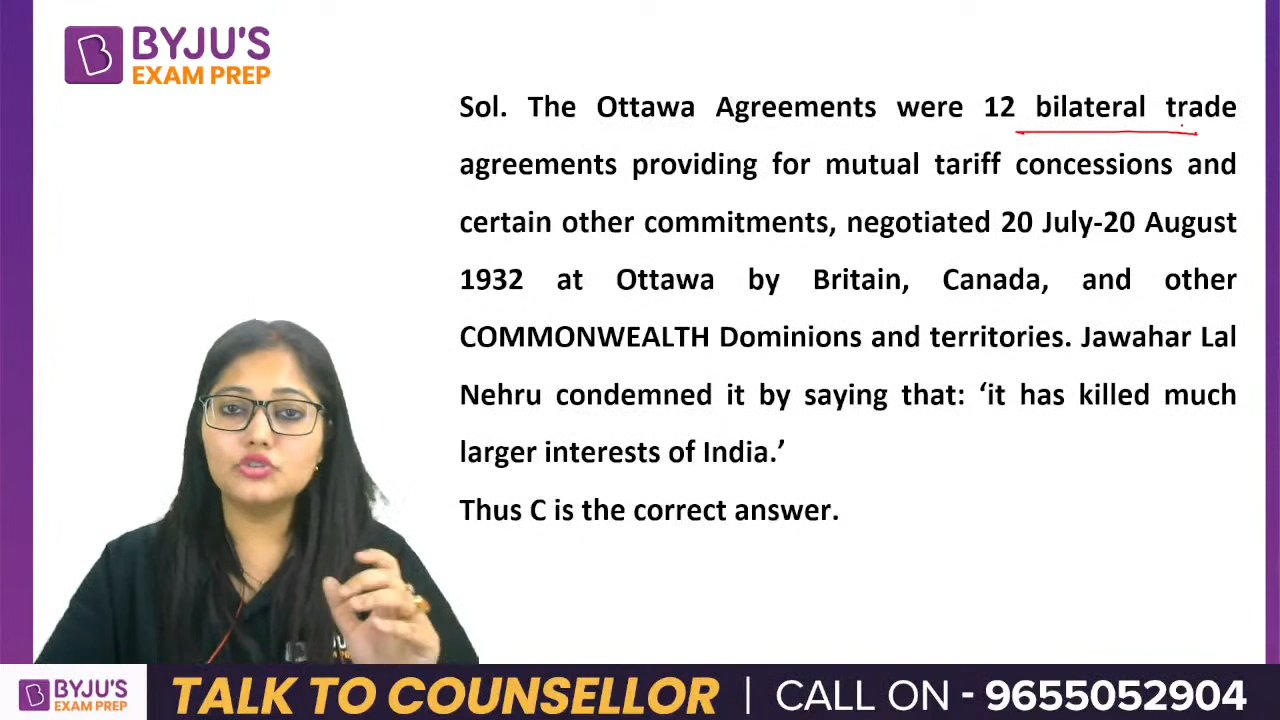 BYJU'S
EXAM PREP
Sol. The Ottawa Agreements were 12 bilateral trade
agreements providing for mutual tariff concessions and
certain other commitments, negotiated 20 July-20 August
1932 at Ottawa by Britain, Canada, and other
COMMONWEALTH Dominions and territories. Jawahar Lal
Nehru condemned it by saying that: ‘it has killed much
larger interests of India.’
Thus C is the correct answer.
BYJU'S
EXAM PREP
TALK TO COUNSELLOR | CALL ON - 9655052904